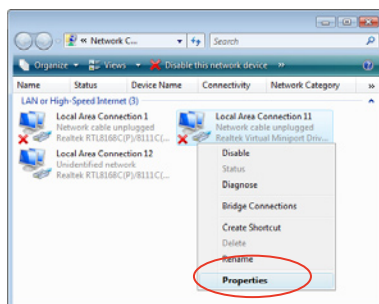 « Network C...
Search
Organize Views Disable this network device »
Name Status Device Name Connectivity Network Category »
LAN or High-Speed Internet (3)
Local Area Connection 1
Network cable unplugged
Realtek RTL8168C(P)/8111C(...
Local Area Connection 11
Network cable unplugged
Realtek Virtual Miniport Driv...
Local Area Connection 12
Unidentified network
Realtek RTL8168C(P)/8111C(...
Disable
Status
Diagnose
Bridge Connections
Create Shortcut
Delete
Rename
Properties